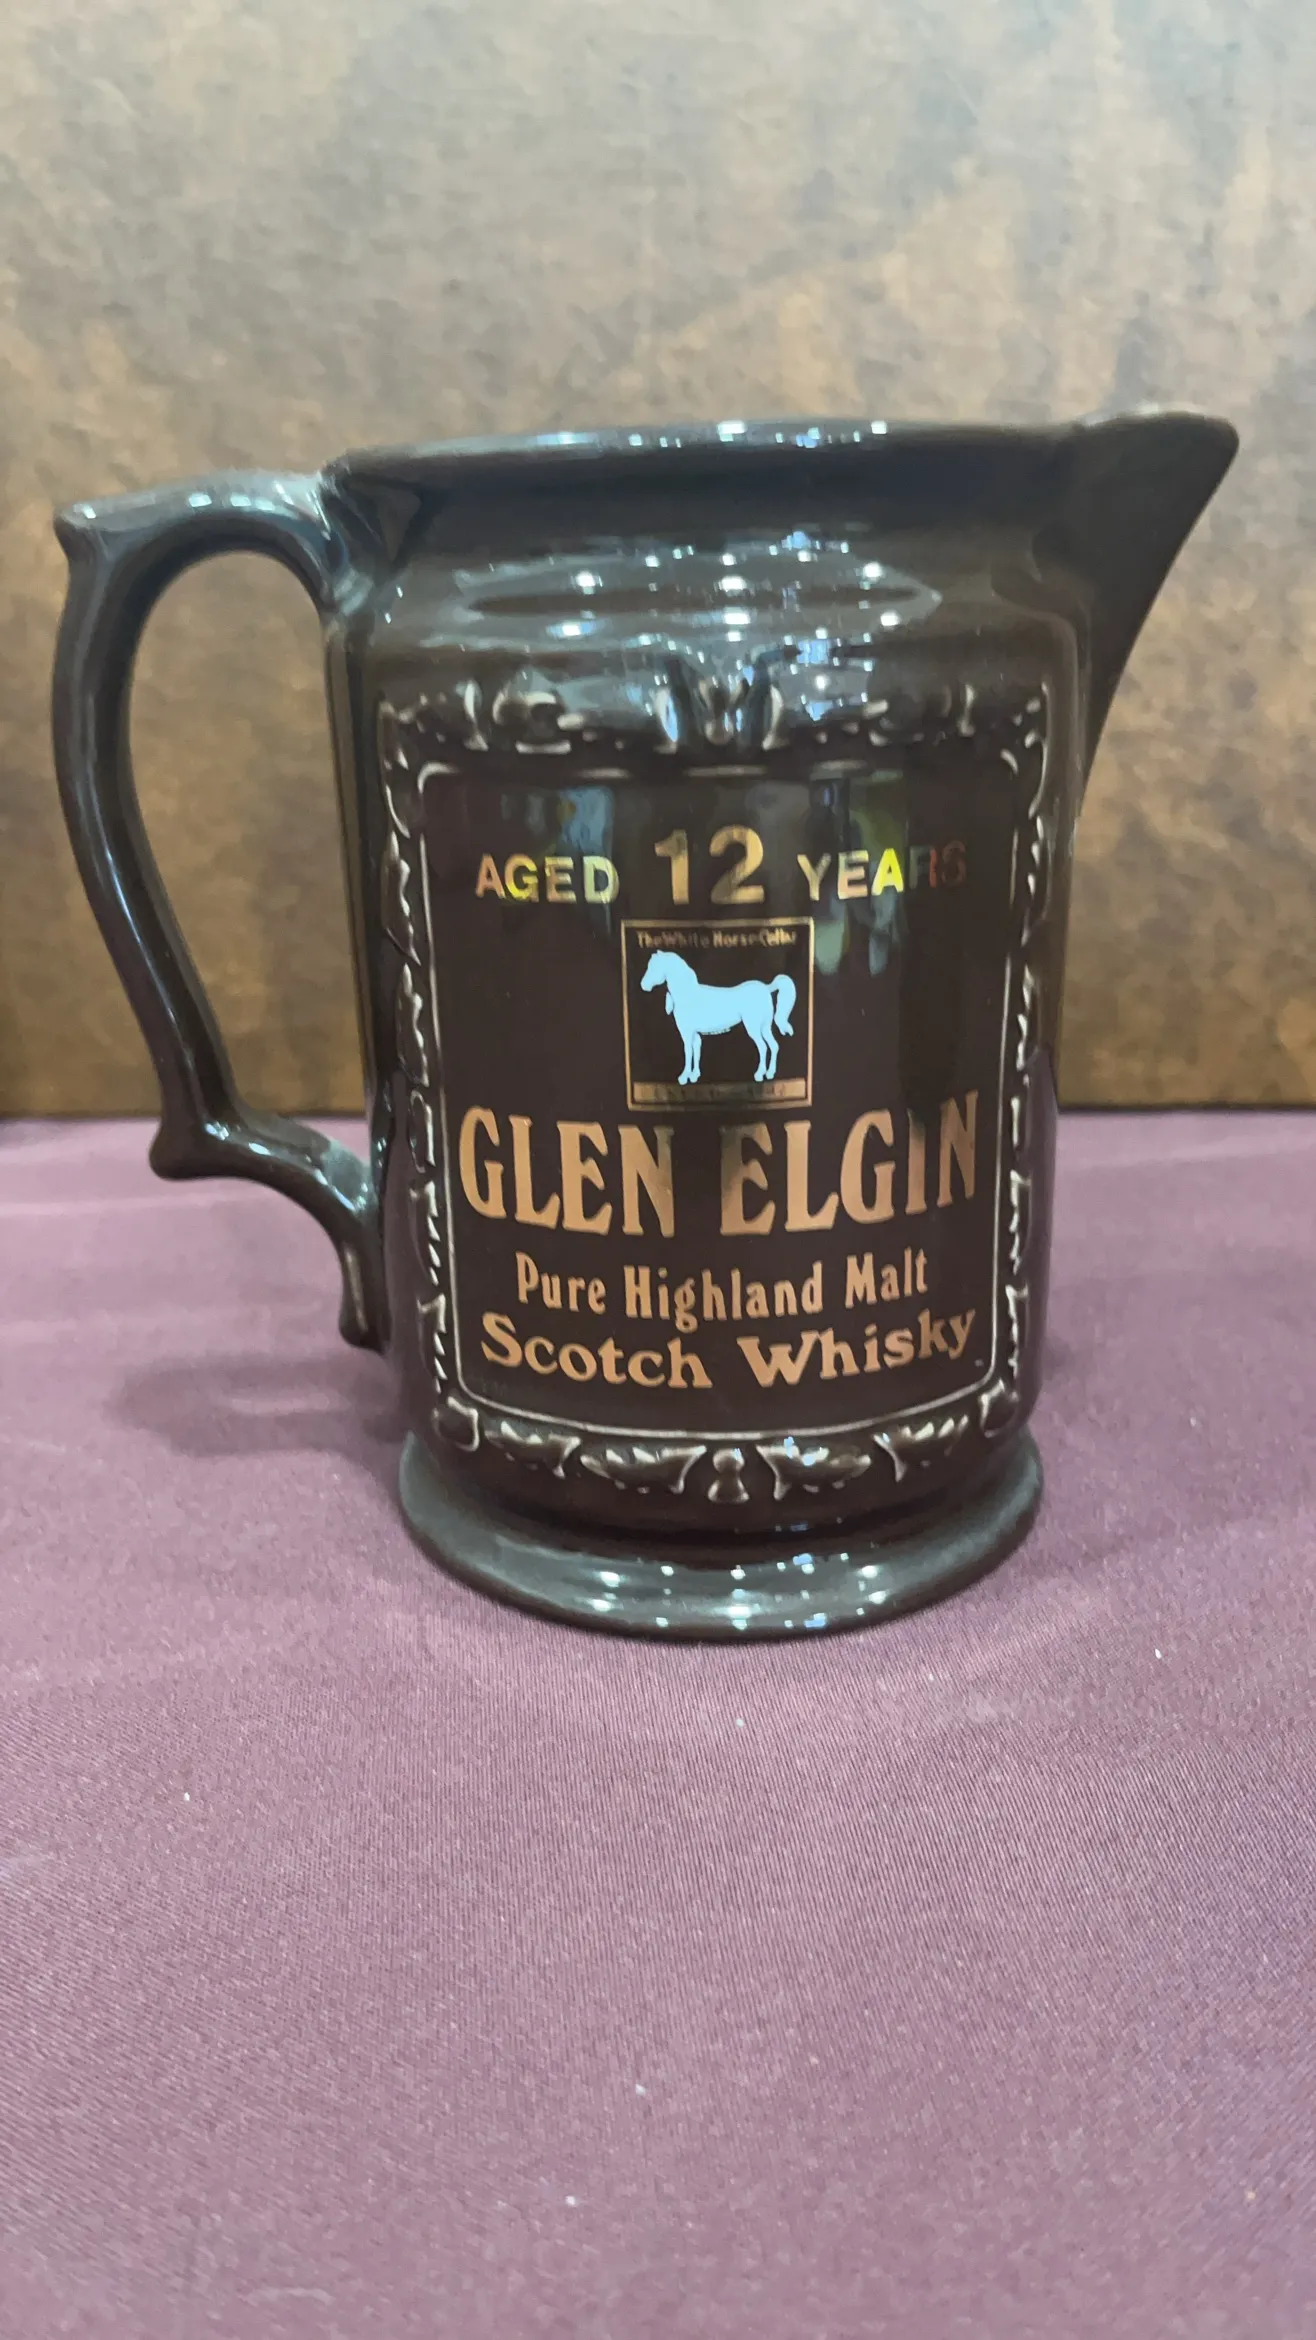 AGED 12 YEARS
The White Horse Cellar
GLEN ELGIN
Pure Highland Malt
Scotch Whisky